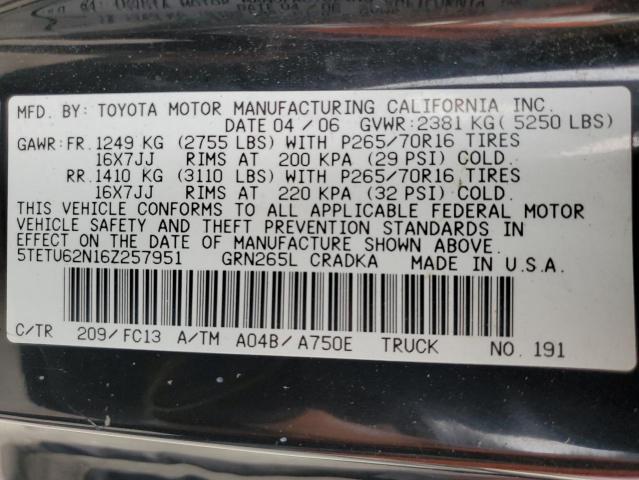 MFD. BY: TOYOTA MOTOR MANUFACTURING CALIFORNIA INC.
DATE 04 / 06 GVWR: 2381 KG ( 5250 LBS)
GAWR: FR. 1249 KG (2755 LBS) WITH P265/70R16 TIRES
16X7JJ RIMS AT 200 KPA (29 PSI) COLD.
RR. 1410 KG (3110 LBS) WITH P265/70R16 TIRES
16X7JJ RIMS AT 220 KPA (32 PSI) COLD.
THIS VEHICLE CONFORMS TO ALL APPLICABLE FEDERAL MOTOR
VEHICLE SAFETY AND THEFT PREVENTION STANDARDS IN
EFFECT ON THE DATE OF MANUFACTURE SHOWN ABOVE.
5TETU62N16Z257951 GRN265L CRADKA MADE IN U.S.A
C/TR 209/FC13 A/TM A04B/A750E TRUCK NO. 191